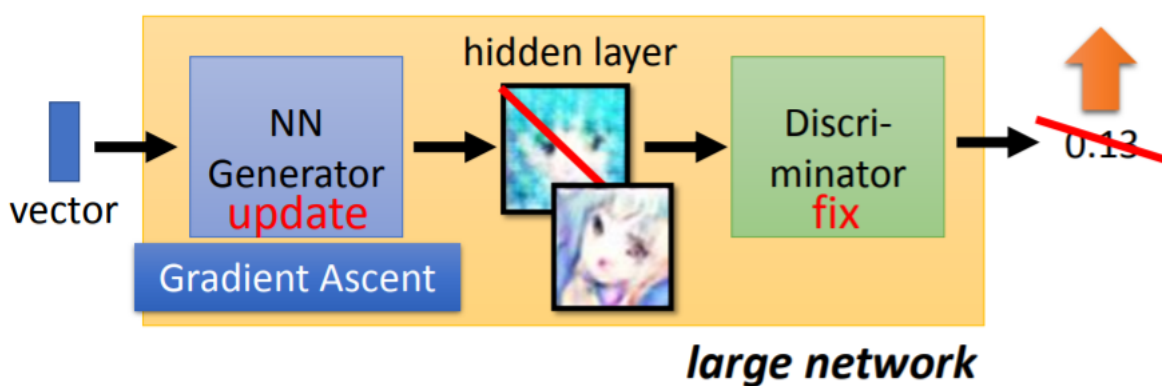 hidden layer
NN
Generator
update
Discri-
minator
fix
0.13
vector
Gradient Ascent
large network